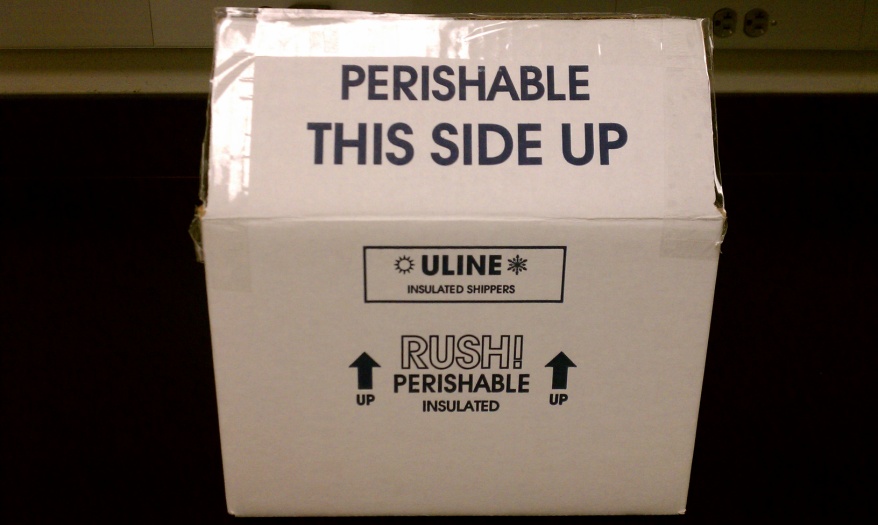 PERISHABLE
THIS SIDE UP
ULINE
INSULATED SHIPPERS
RUSH!
PERISHABLE
UP UP
INSULATED